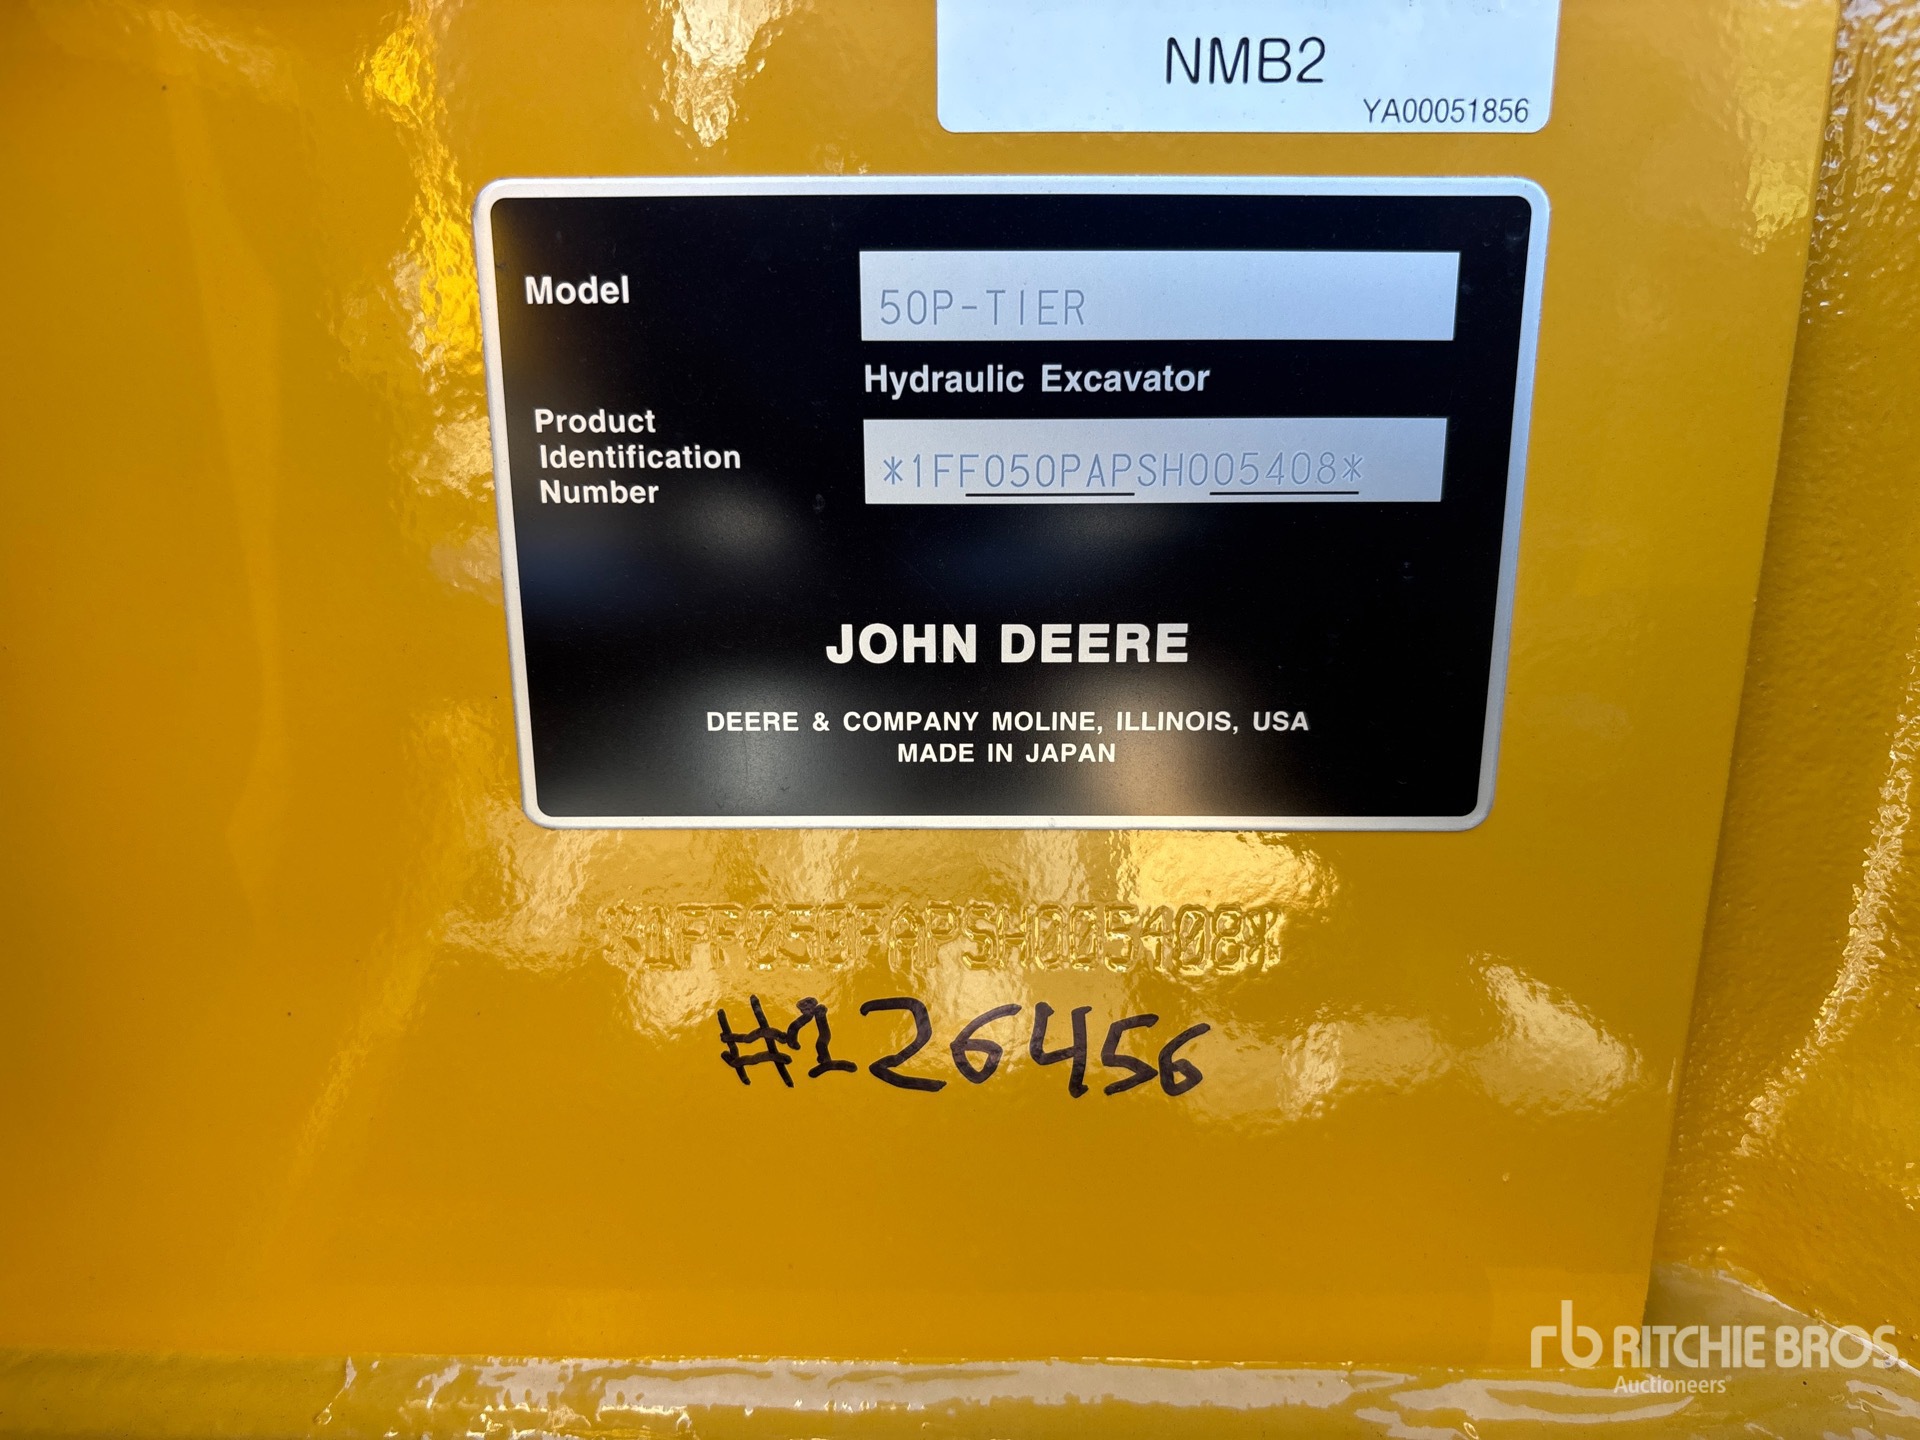 NMB2
YA00051856
Model
50P-TIER
Hydraulic Excavator
Product
Identification
Number
*1FF050PAPSH005408*
JOHN DEERE
DEERE & COMPANY MOLINE, ILLINOIS, USA
MADE IN JAPAN
*1FF050PAPSH005408*
#126456
rb RITCHIE BROS.
Auctioneers